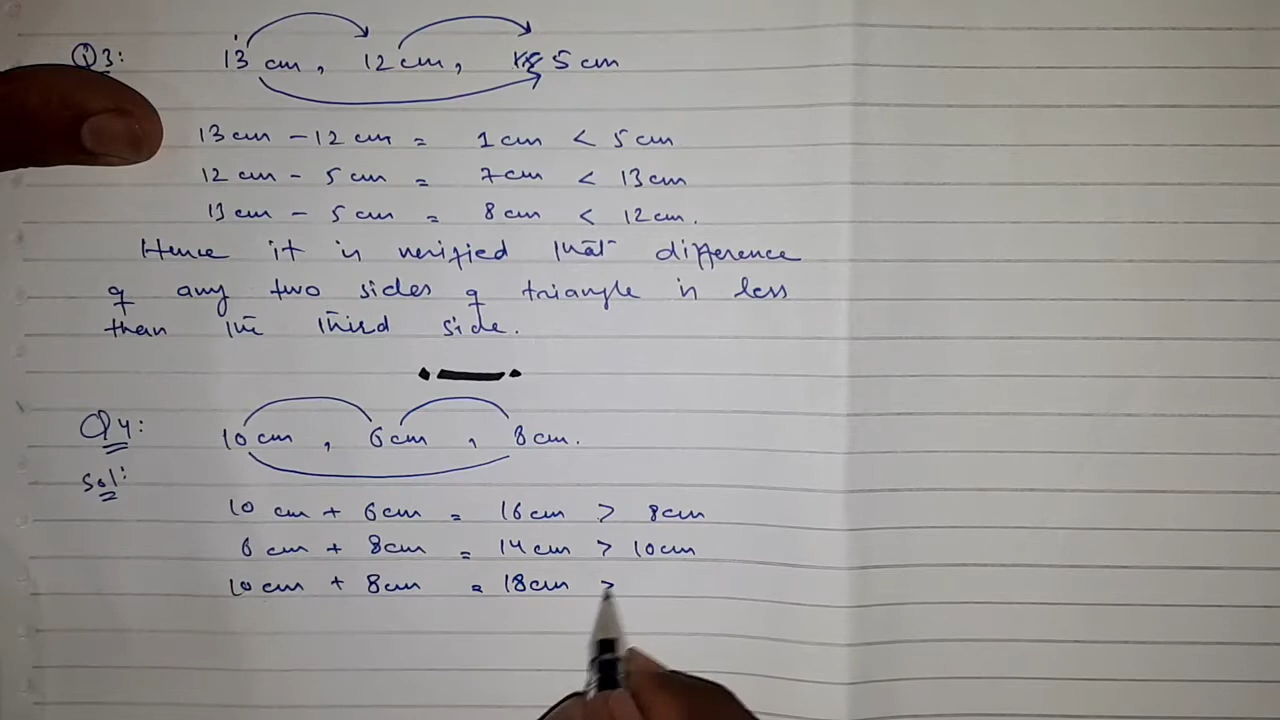 Q3: 13 cm, 12 cm, 5 cm
13 cm - 12 cm = 1 cm < 5 cm
12 cm - 5 cm = 7 cm < 13 cm
13 cm - 5 cm = 8 cm < 12 cm.
Hence it is verified that difference
of any two sides of triangle is less
than the third side.
Q4: 10 cm, 6 cm, 8 cm.
Sol:
10 cm + 6 cm = 16 cm > 8 cm
6 cm + 8 cm = 14 cm > 10 cm
10 cm + 8 cm = 18 cm >